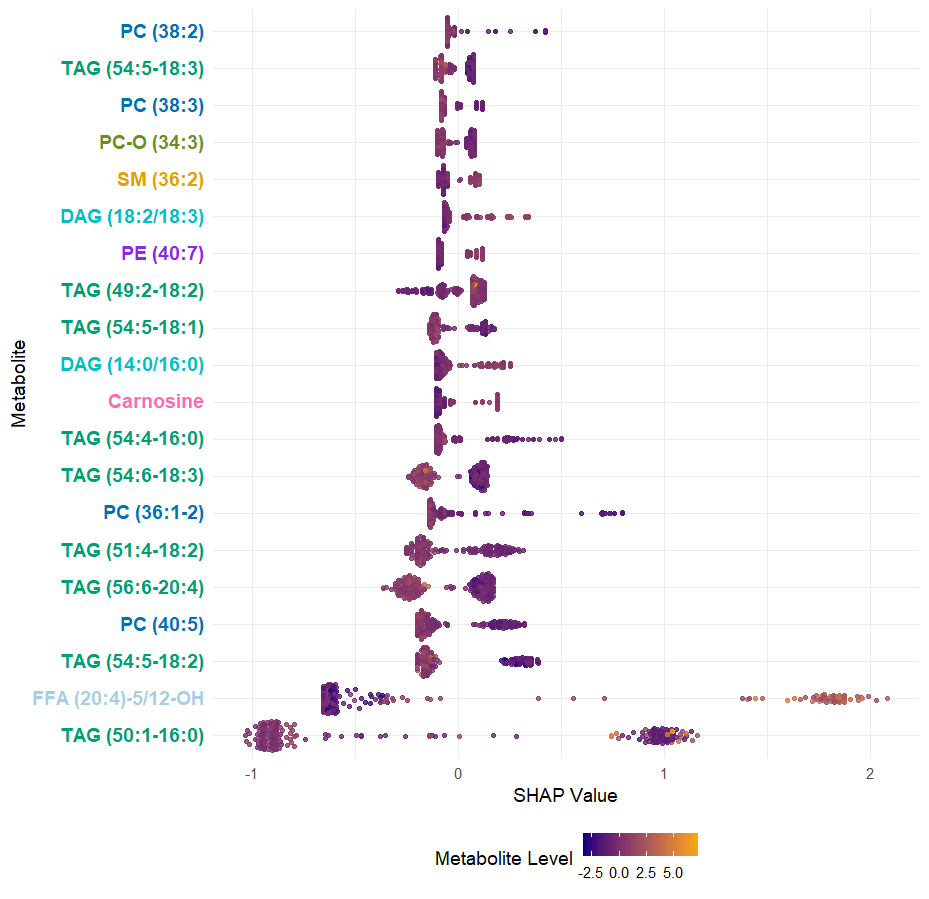 PC (38:2)
TAG (54:5-18:3)
PC (38:3)
PC-O (34:3)
SM (36:2)
DAG (18:2/18:3)
PE (40:7)
TAG (49:2-18:2)
TAG (54:5-18:1)
DAG (14:0/16:0)
Carnosine
TAG (54:4-16:0)
TAG (54:6-18:3)
PC (36:1-2)
TAG (51:4-18:2)
TAG (56:6-20:4)
PC (40:5)
TAG (54:5-18:2)
FFA (20:4)-5/12-OH
TAG (50:1-16:0)
Metabolite
-1 0 1 2
SHAP Value
Metabolite Level
-2.5 0.0 2.5 5.0